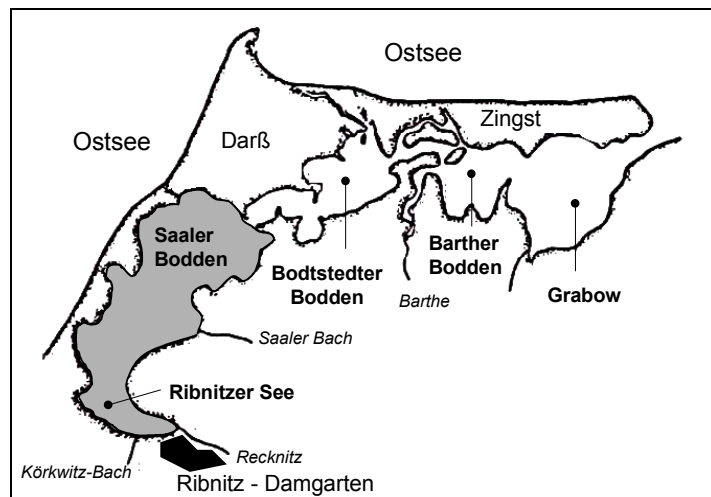 Ostsee
Ostsee
Darß
Zingst
Saaler
Bodden
Bodtstedter
Bodden
Barther
Bodden
Barthe
Grabow
Saaler Bach
Ribnitzer See
Recknitz
Körkwitz-Bach
Ribnitz - Damgarten